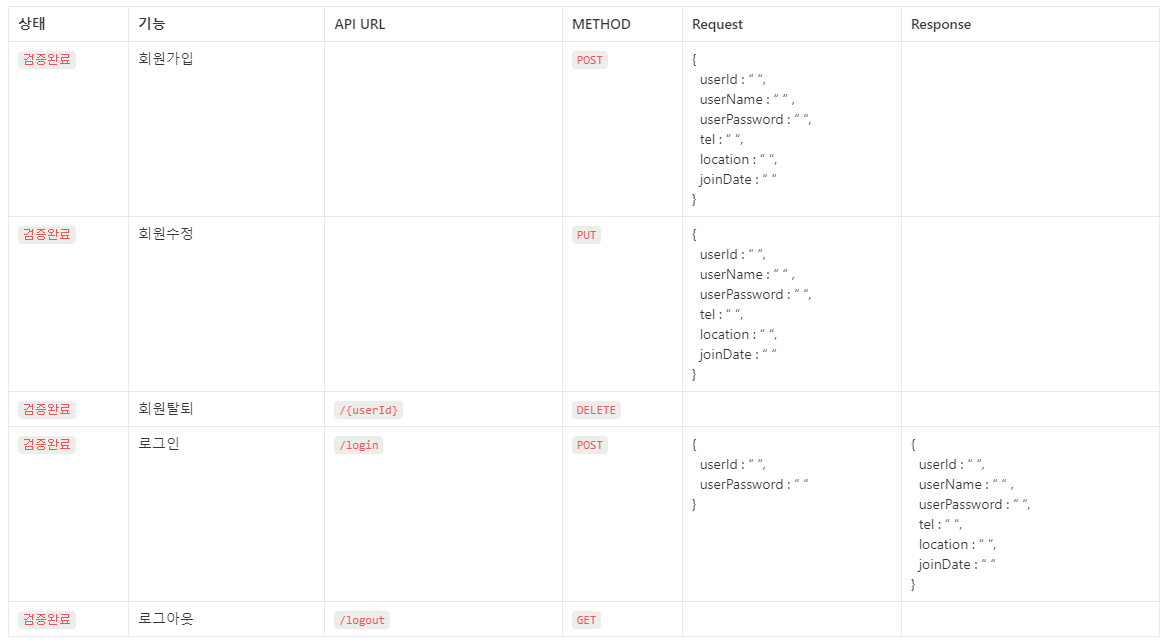 상태 기능 API URL METHOD Request Response
검증완료 회원가입 POST {
userId : “ “,
userName : “ “ ,
userPassword : “ “,
tel : “ “,
location : “ “,
joinDate : “ “
}
검증완료 회원수정 PUT {
userId : “ “,
userName : “ “ ,
userPassword : “ “,
tel : “ “,
location : “ “,
joinDate : “ “
}
검증완료 회원탈퇴 /{userId} DELETE
검증완료 로그인 /login POST { {
userId : “ “, userId : “ “,
userPassword : “ “ userName : “ “ ,
} userPassword : “ “,
tel : “ “,
location : “ “,
joinDate : “ “
}
검증완료 로그아웃 /logout GET